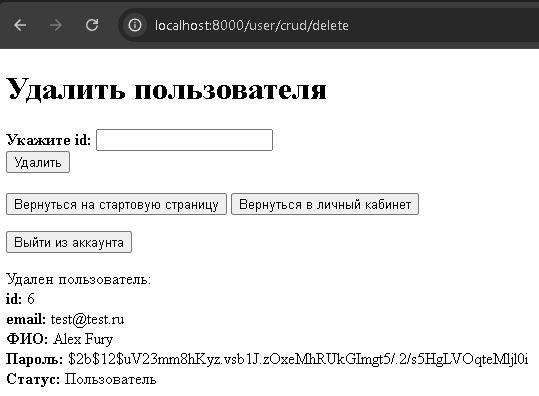 localhost:8000/user/crud/delete
Удалить пользователя
Укажите id:
Удалить
Вернуться на стартовую страницу Вернуться в личный кабинет
Выйти из аккаунта
Удален пользователь:
id: 6
email: test@test.ru
ФИО: Alex Fury
Пароль: $2b$12$uV23mm8hKyz.vsb1J.zOxeMhRUkGImgt5/.2/s5HgLVOqteMljl0i
Статус: Пользователь